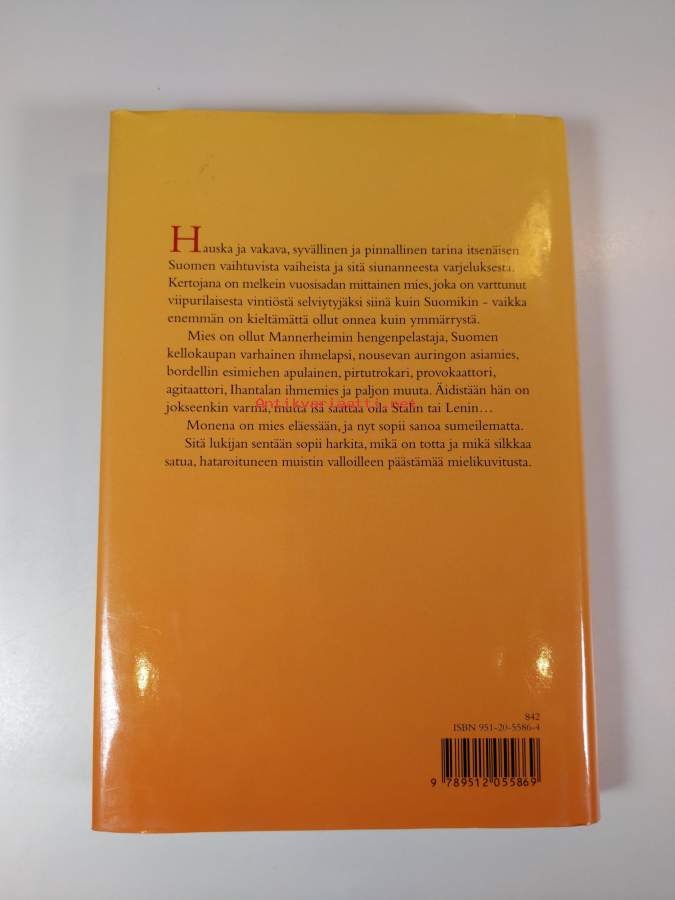 Hauska ja vakava, syvällinen ja pinnallinen tarina itsenäisen
Suomen vaihtuvista vaiheista ja sitä siunanneesta varjeluksesta.
Kertojana on melkein vuosisadan mittainen mies, joka on varttunut
viipurilaisesta vintiöstä selviytyjäksi siinä kuin Suomikin – vaikka
enemmän on kieltämättä ollut onnea kuin ymmärrystä.
Mies on ollut Mannerheimin hengenpelastaja, Suomen
kellokaupan varhainen ihmelapsi, nousevan auringon asiamies,
bordellin esimiehen apulainen, pirtutrokari, provokaattori,
agitaattori, Ihantalan ihmemies ja paljon muuta. Äidistään hän on
Antikvariaatti.net
jokseenkin varma, mutta isä saattaa olla Stalin tai Lenin…
Monena on mies eläessään, ja nyt sopii sanoa sumeilematta.
Sitä lukijan sentään sopii harkita, mikä on totta ja mikä silkkaa
satua, hataroituneen muistin valloilleen päästämää mielikuvitusta.
842
ISBN 951-20-5586-4
9 789512 055869